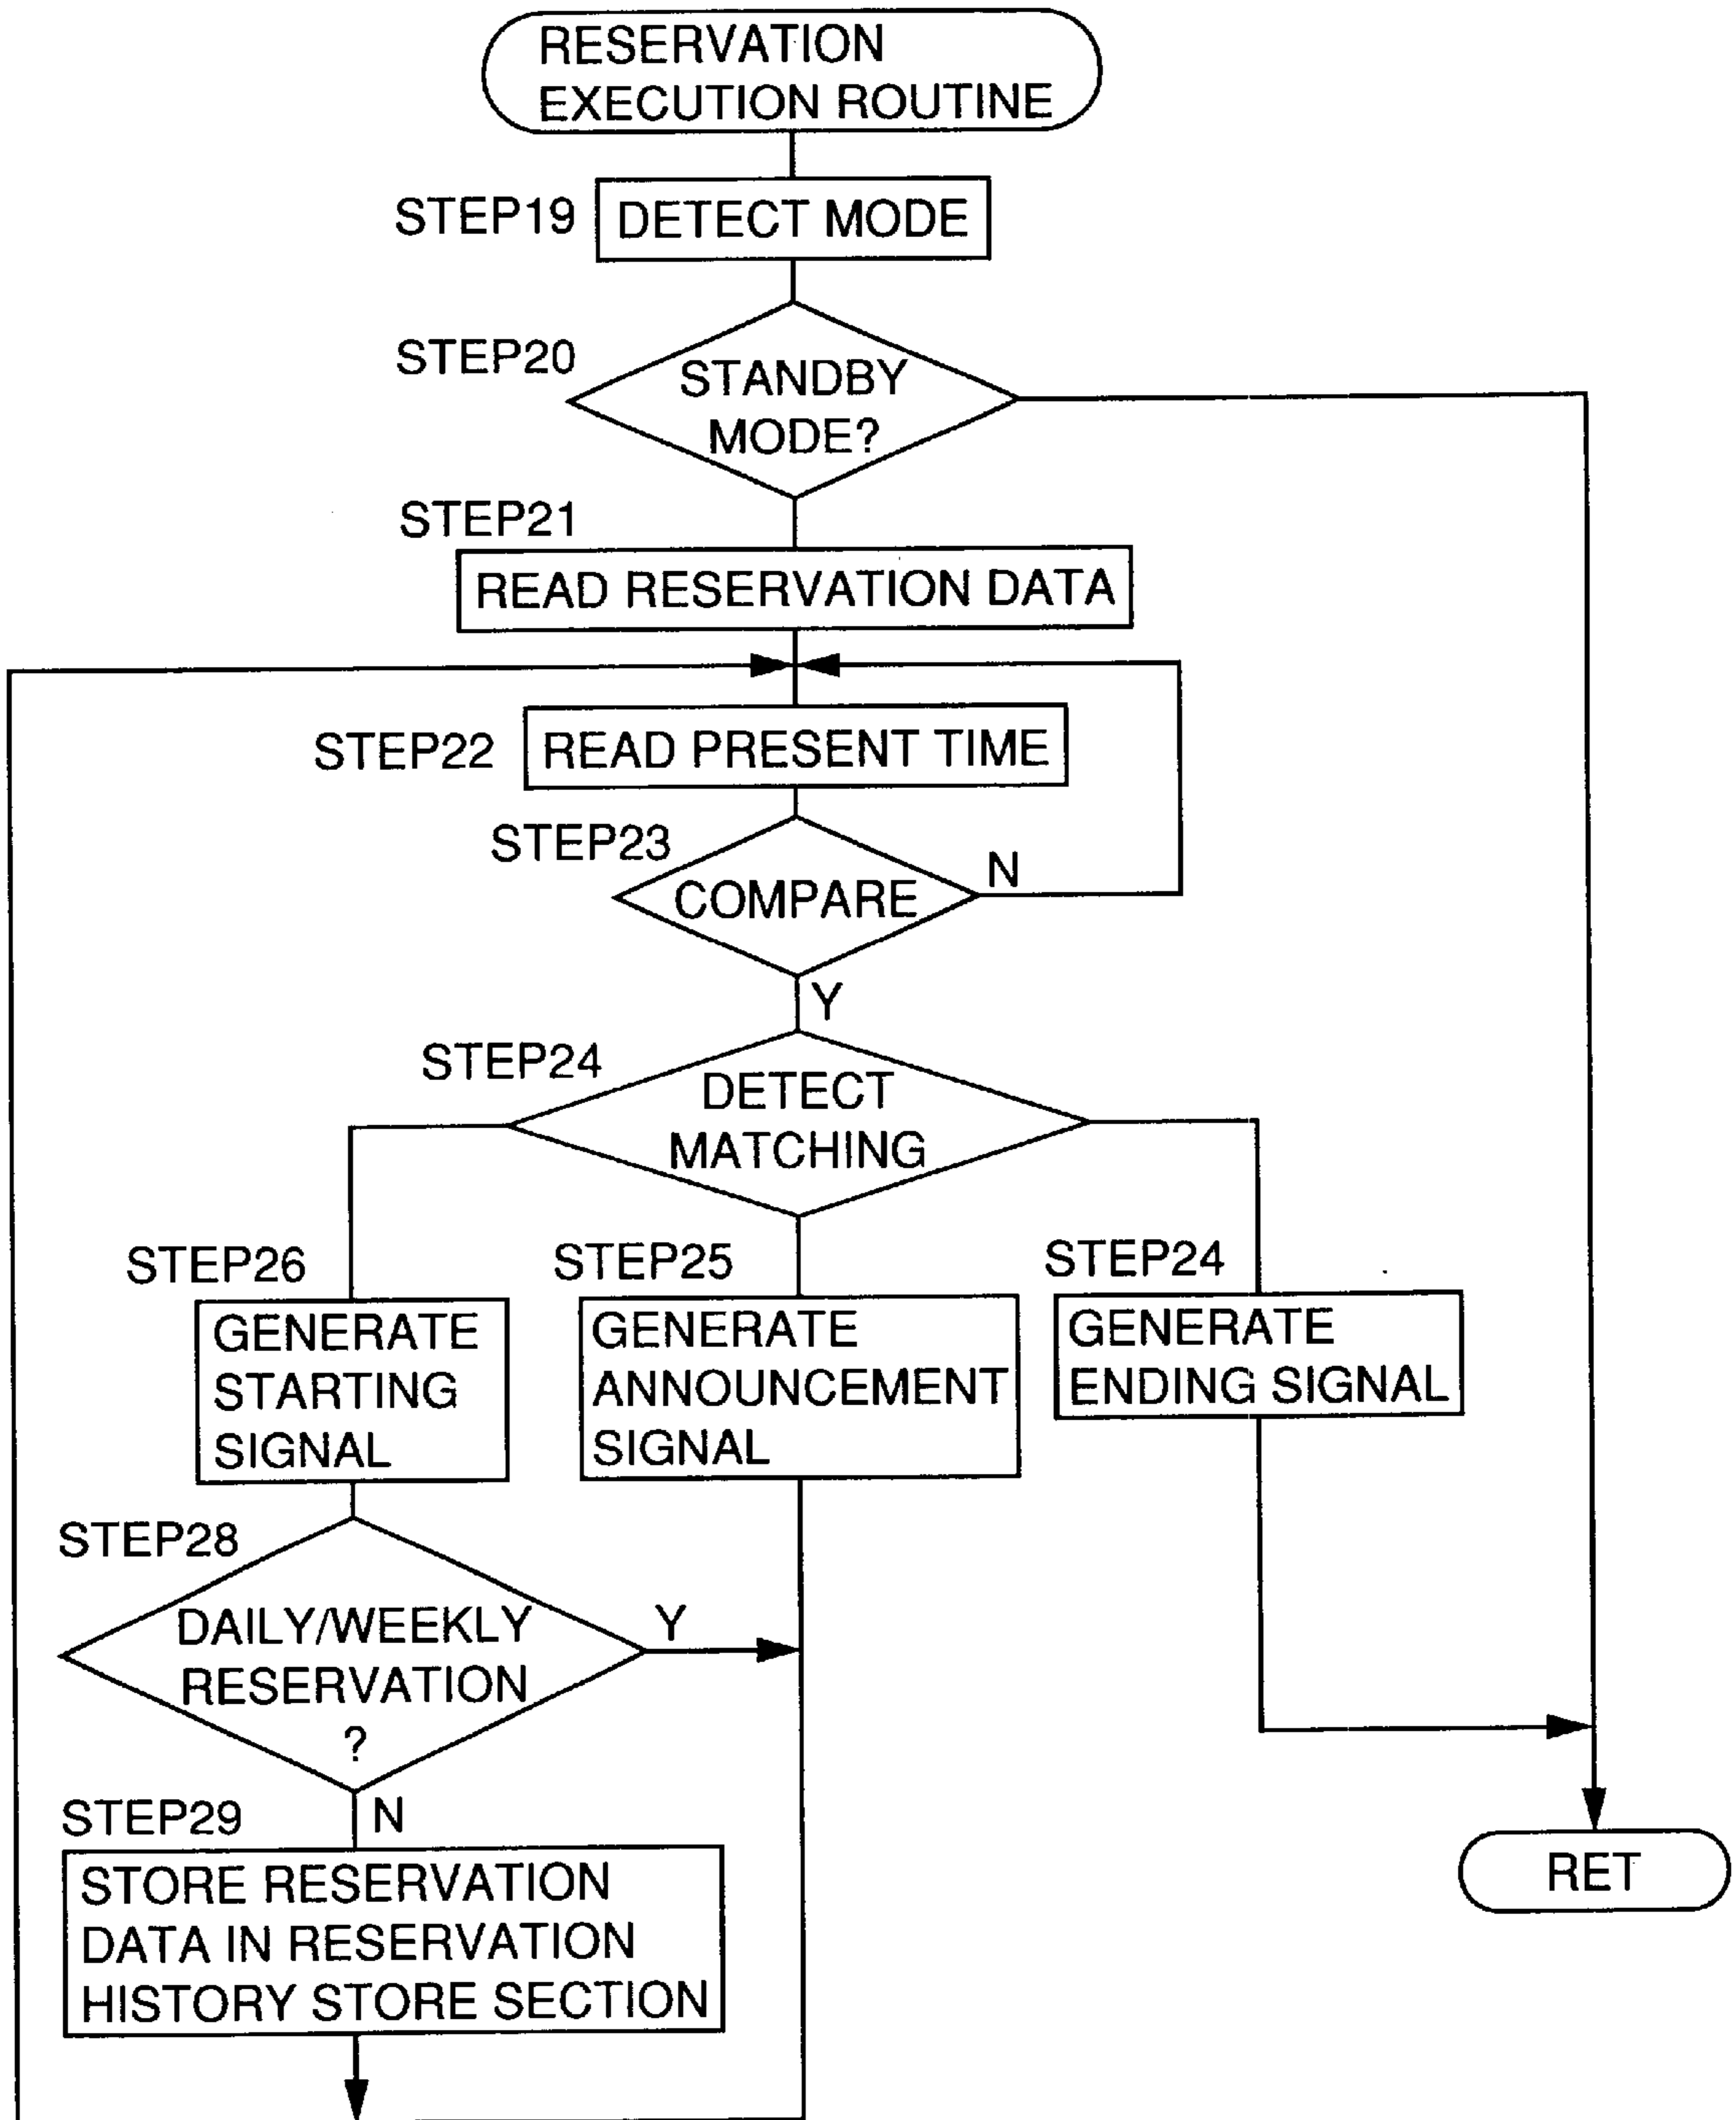 RESERVATION
EXECUTION ROUTINE
STEP19
DETECT MODE
STEP20
STANDBY
MODE?
STEP21
READ RESERVATION DATA
STEP22
READ PRESENT TIME
STEP23
COMPARE
N
Y
STEP24
DETECT
MATCHING
STEP26
GENERATE
STARTING
SIGNAL
STEP25
GENERATE
ANNOUNCEMENT
SIGNAL
STEP24
GENERATE
ENDING SIGNAL
STEP28
DAILY/WEEKLY
RESERVATION
?
Y
N
STEP29
STORE RESERVATION
DATA IN RESERVATION
HISTORY STORE SECTION
RET